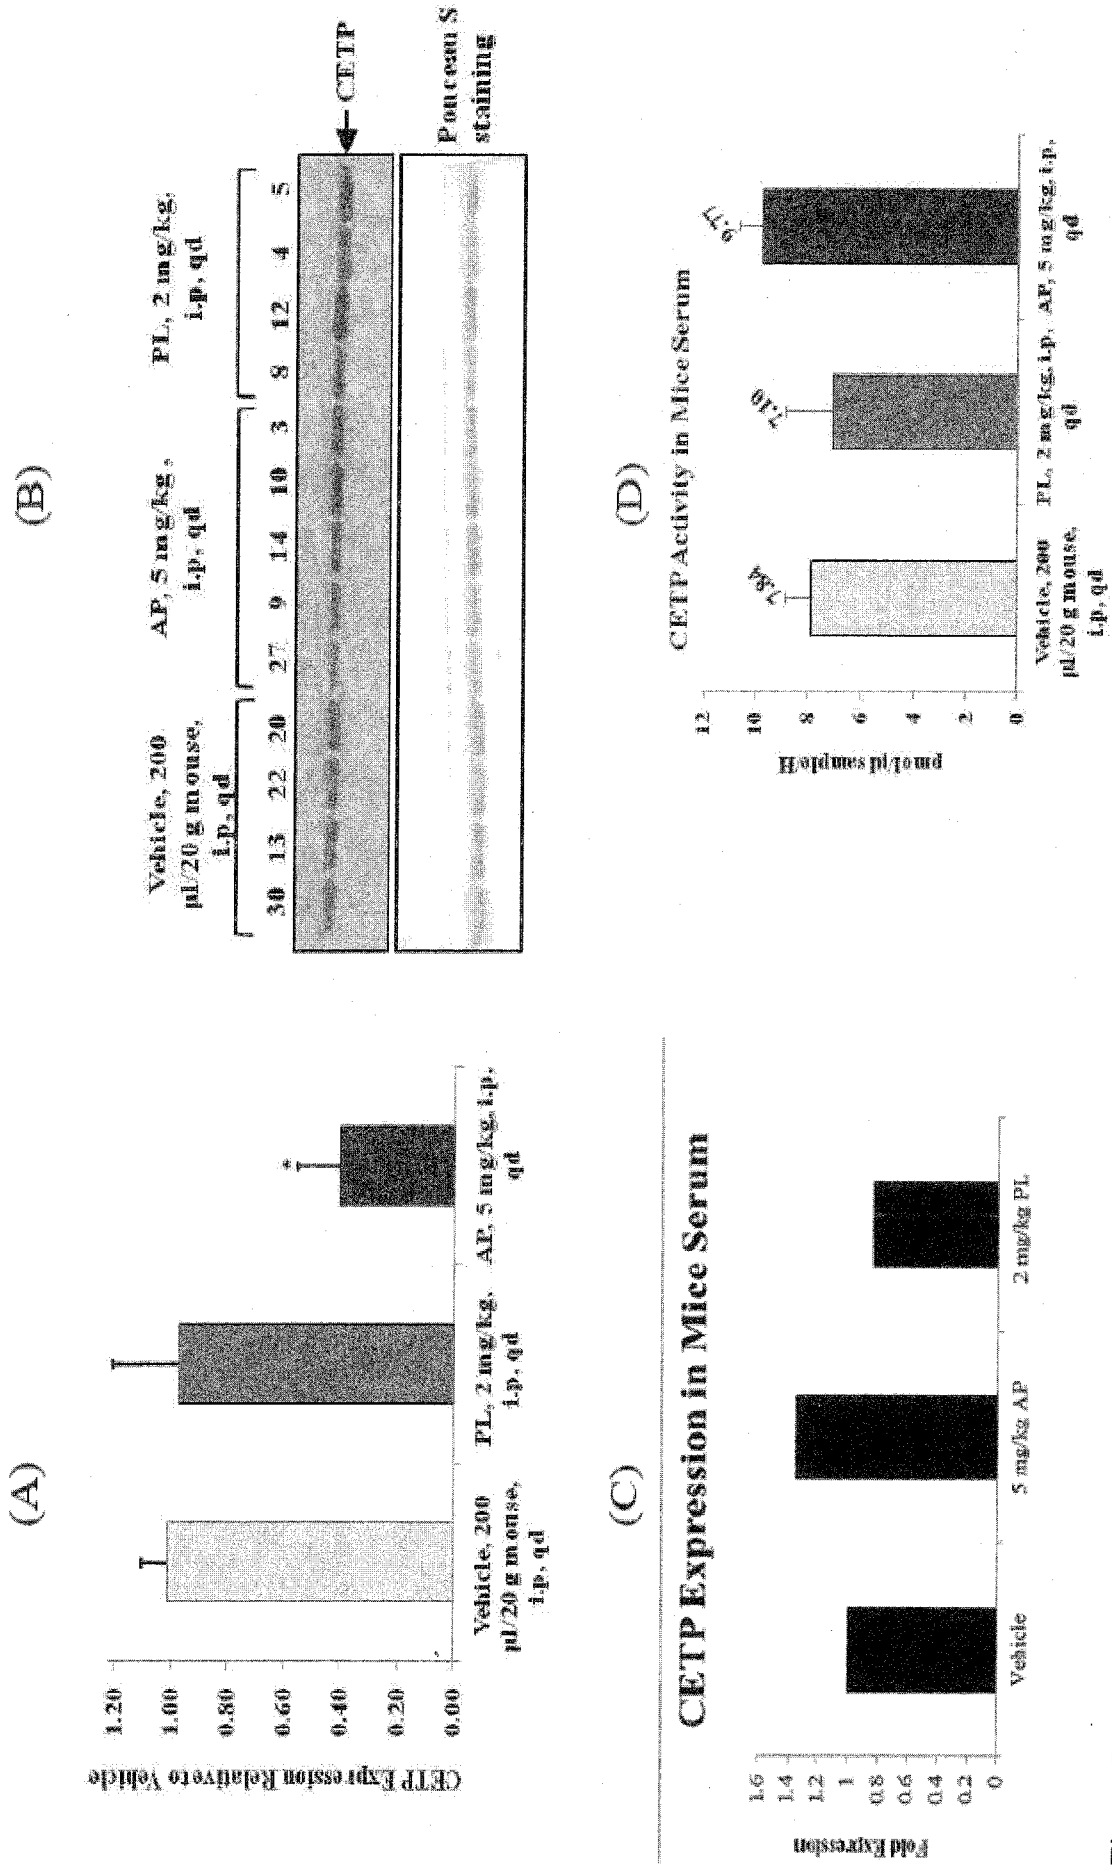 (A)
CETP Expression Relative to Vehicle
1.20
1.00
0.80
0.60
0.40
0.20
0.00
*
Vehicle, 200
µl/20 g mouse,
i.p, qd
PL, 2 mg/kg,
i.p, qd
AP, 5 mg/kg, i.p,
qd
(B)
Vehicle, 200
µl/20 g mouse,
i.p, qd
AP, 5 mg/kg,
i.p, qd
PL, 2 mg/kg,
i.p, qd
30 13 22 20 27 9 14 10 3 8 12 4 5
CETP
Ponceau S
staining
(C)
CETP Expression in Mice Serum
Fold Expression
1.6
1.4
1.2
1
0.8
0.6
0.4
0.2
0
Vehicle
5 mg/kg AP
2 mg/kg PL
(D)
CETP Activity in Mice Serum
pmol/µl sample/H
12
10
8
6
4
2
0
7.84
7.10
9.77
Vehicle, 200
µl/20 g mouse,
i.p, qd
PL, 2 mg/kg, i.p,
qd
AP, 5 mg/kg, i.p,
qd